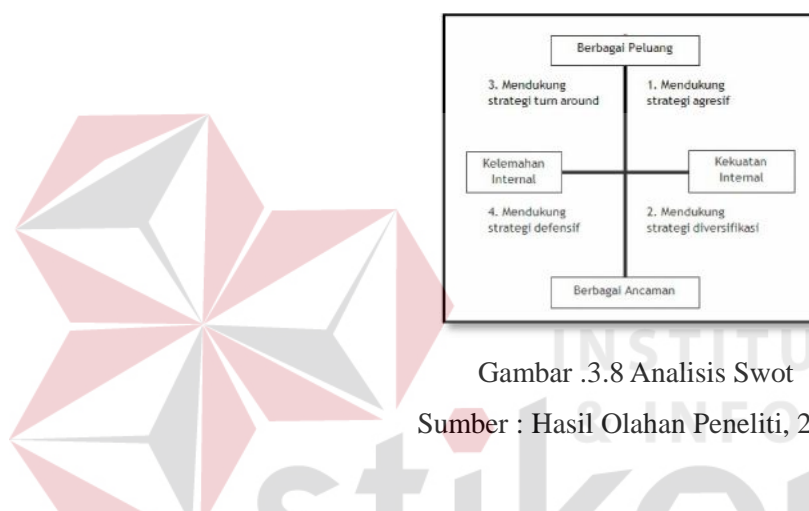 Berbagai Peluang
3. Mendukung
strategi turn around
1. Mendukung
strategi agresif
Kelemahan
Internal
Kekuatan
Internal
4. Mendukung
strategi defensif
2. Mendukung
strategi diversifikasi
Berbagai Ancaman
Gambar .3.8 Analisis Swot
Sumber : Hasil Olahan Peneliti, 2
INSTITU
& INFO
stikom